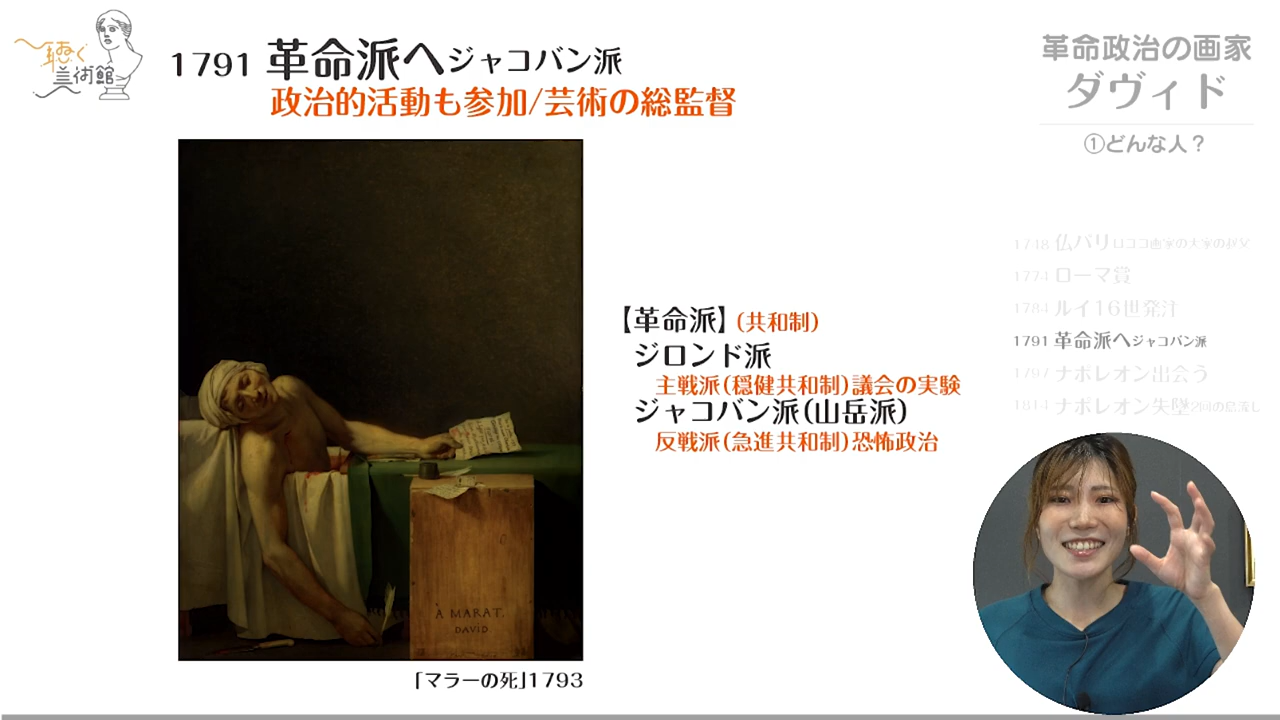 聴く
美術館
1791 革命派へジャコバン派
政治的活動も参加/芸術の総監督
革命政治の画家
ダヴィド
①どんな人？
1748 仏パリロココ画家の大家の叔父
1774 ローマ賞
1784 ルイ16世発注
1791 革命派へジャコバン派
1797 ナポレオン出会う
1814 ナポレオン失墜2回の島流し
【革命派】(共和制)
ジロンド派
主戦派(穏健共和制)議会の実験
ジャコバン派(山岳派)
反戦派(急進共和制)恐怖政治
À MARAT,
DAVID
「マラーの死」1793